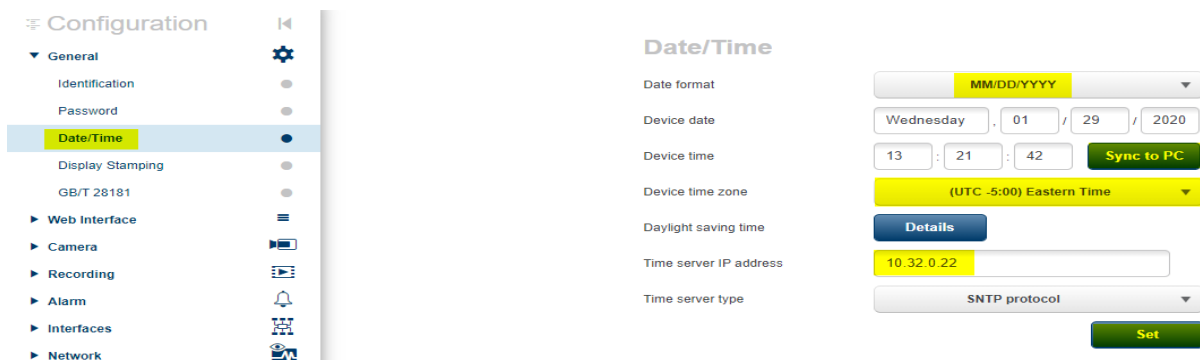 Configuration
General
Identification
Password
Date/Time
Display Stamping
GB/T 28181
Web Interface
Camera
Recording
Alarm
Interfaces
Network
Date/Time
Date format MM/DD/YYYY
Device date Wednesday , 01 / 29 / 2020
Device time 13 : 21 : 42 Sync to PC
Device time zone (UTC -5:00) Eastern Time
Daylight saving time Details
Time server IP address 10.32.0.22
Time server type SNTP protocol
Set